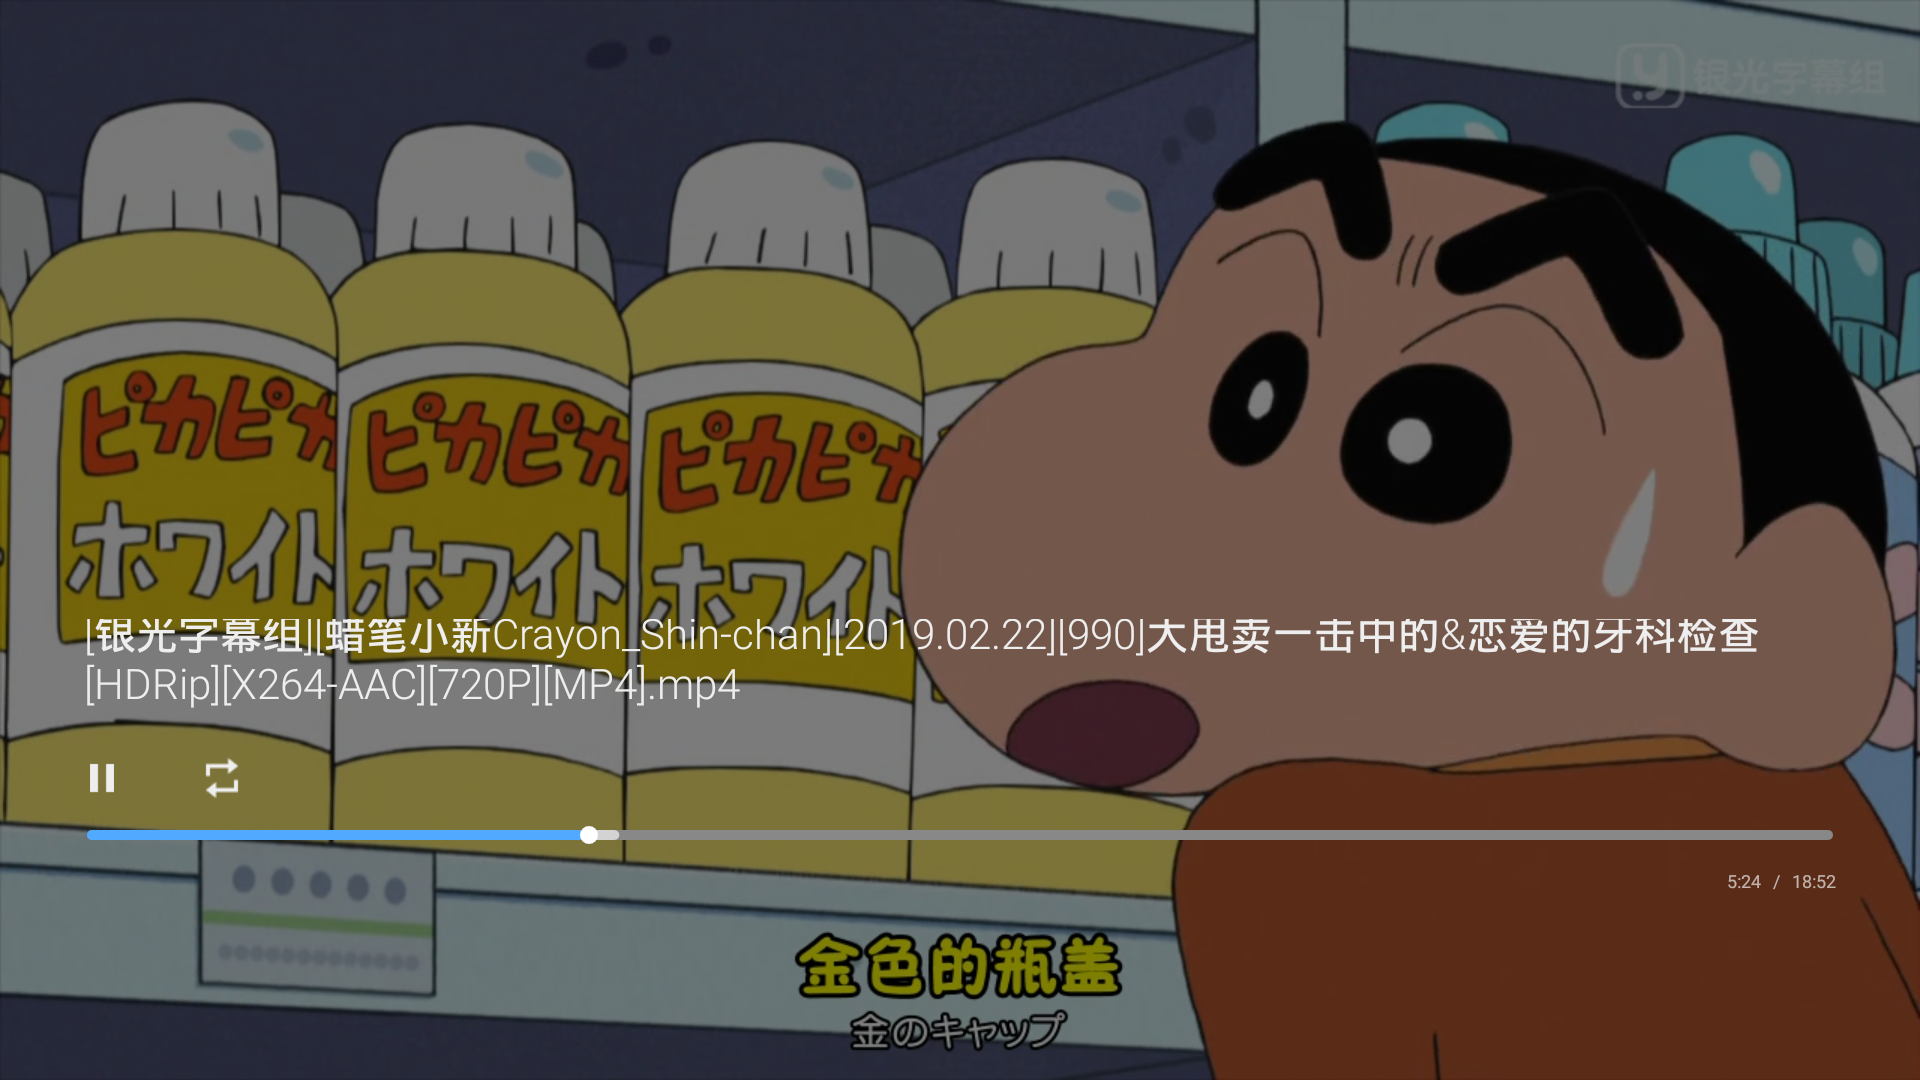 银光字幕组
ピカピカ ピカピカ ピカピカ
ホワイト ホワイト ホワイト
[银光字幕组][蜡笔小新Crayon_Shin-chan][2019.02.22][990]大甩卖一击中的&恋爱的牙科检查
[HDRip][X264-AAC][720P][MP4].mp4
5:24 / 18:52
金色的瓶盖
金のキャップ